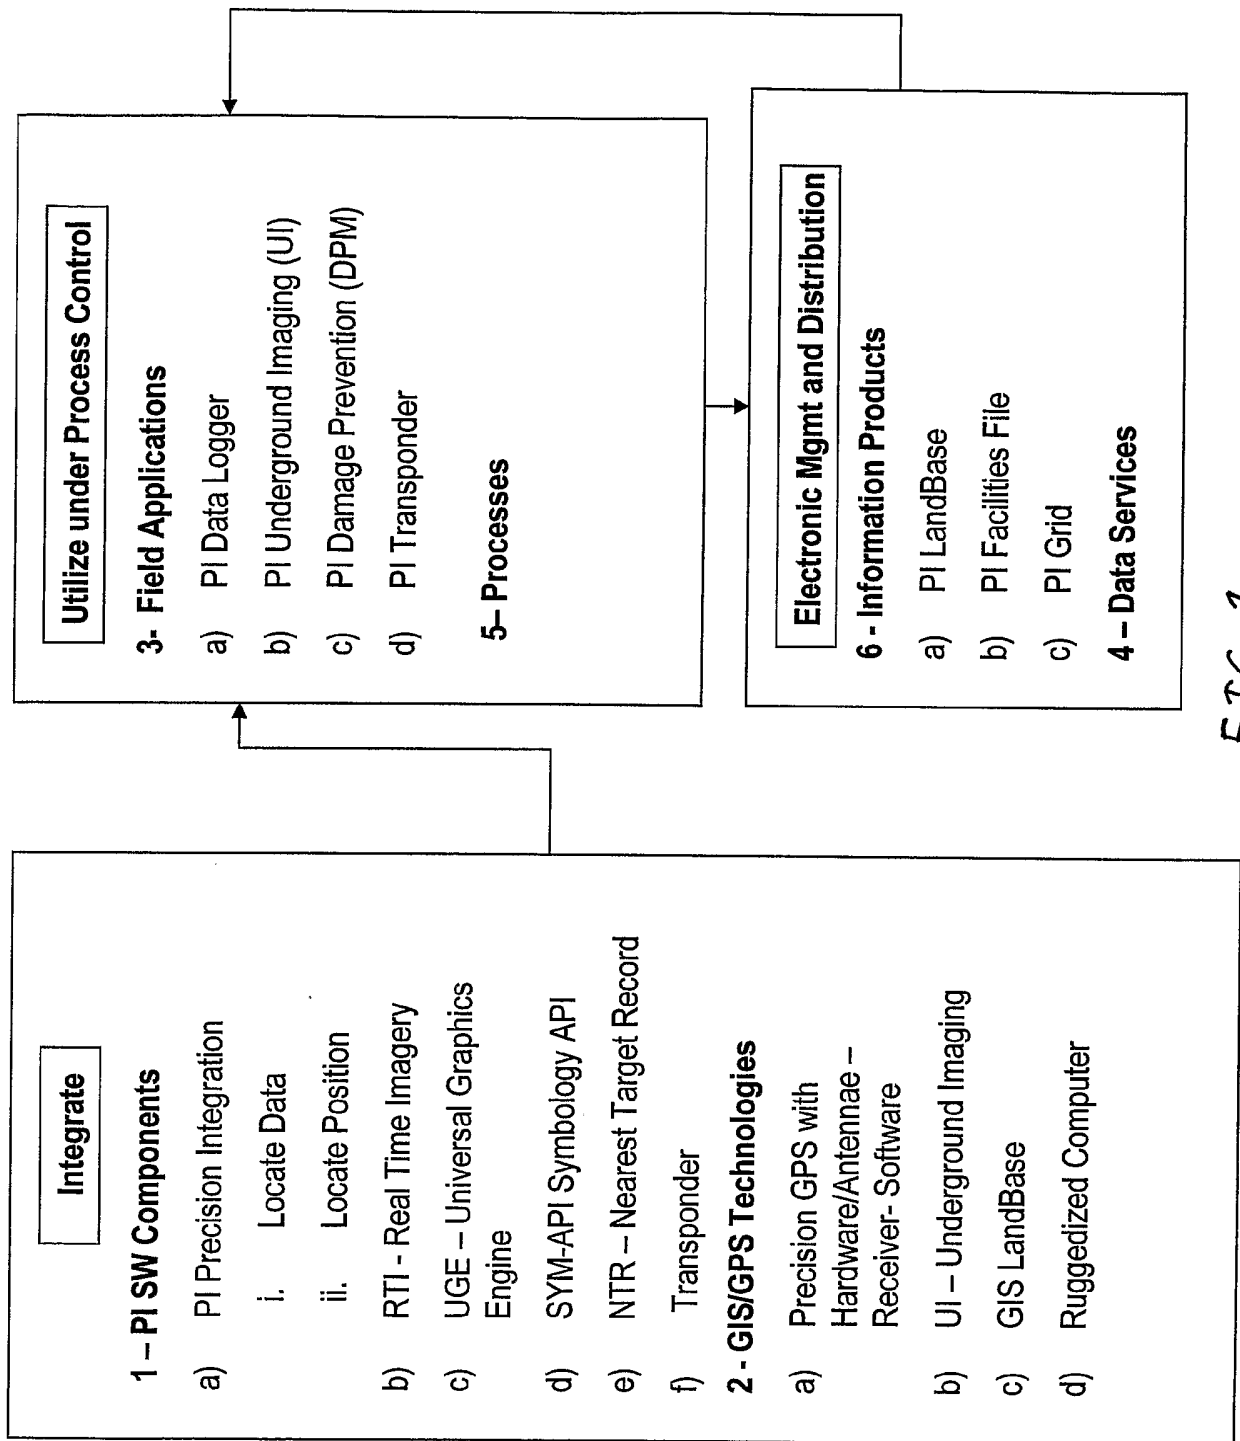 Integrate
1 – PI SW Components
a) PI Precision Integration
i. Locate Data
ii. Locate Position
b) RTI - Real Time Imagery
c) UGE – Universal Graphics
Engine
d) SYM-API Symbology API
e) NTR – Nearest Target Record
f) Transponder
2 - GIS/GPS Technologies
a) Precision GPS with
Hardware/Antennae –
Receiver- Software
b) UI – Underground Imaging
c) GIS LandBase
d) Ruggedized Computer
Utilize under Process Control
3- Field Applications
a) PI Data Logger
b) PI Underground Imaging (UI)
c) PI Damage Prevention (DPM)
d) PI Transponder
5– Processes
Electronic Mgmt and Distribution
6 - Information Products
a) PI LandBase
b) PI Facilities File
c) PI Grid
4 – Data Services